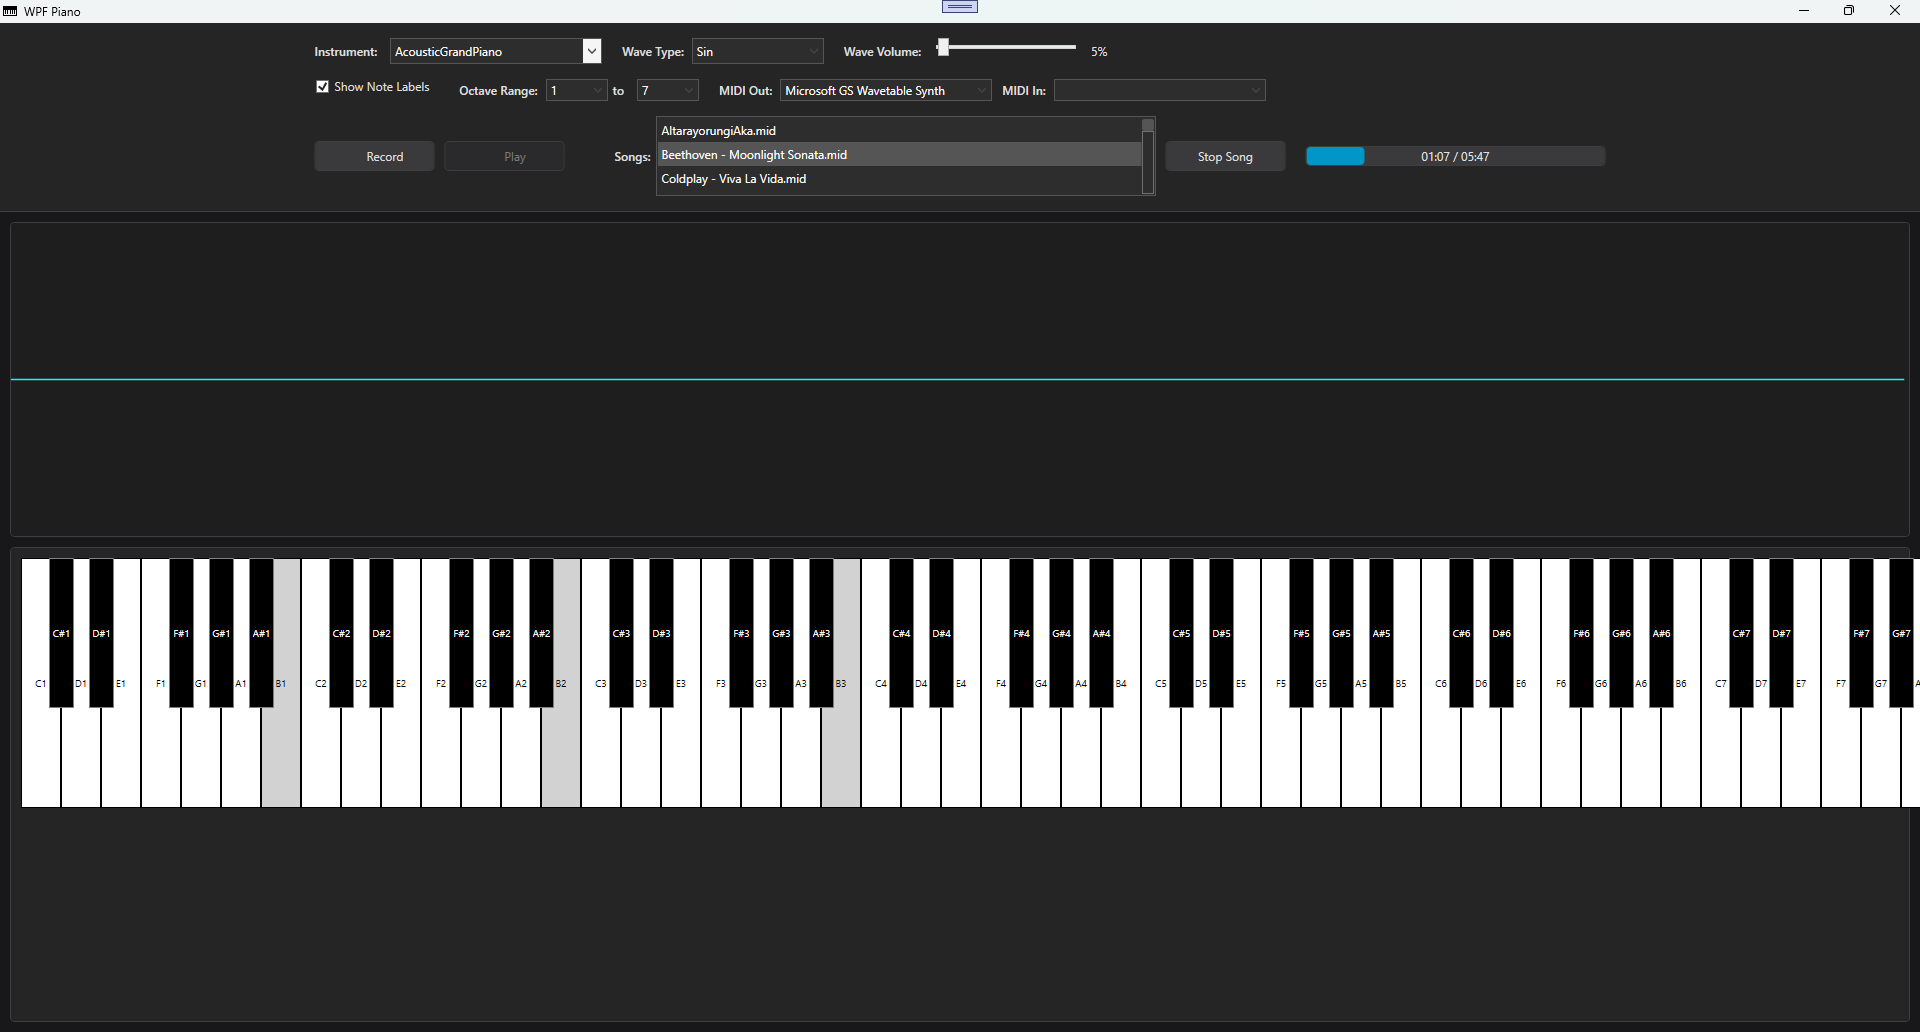 WPF Piano
Instrument: AcousticGrandPiano Wave Type: Sin Wave Volume: 5%
Show Note Labels Octave Range: 1 to 7 MIDI Out: Microsoft GS Wavetable Synth MIDI In:
AltarayorungiAka.mid
Record Play Songs: Beethoven - Moonlight Sonata.mid Stop Song 01:07 / 05:47
Coldplay - Viva La Vida.mid
C#1 D#1 F#1 G#1 A#1 C#2 D#2 F#2 G#2 A#2 C#3 D#3 F#3 G#3 A#3 C#4 D#4 F#4 G#4 A#4 C#5 D#5 F#5 G#5 A#5 C#6 D#6 F#6 G#6 A#6 C#7 D#7 F#7 G#7
C1 D1 E1 F1 G1 A1 B1 C2 D2 E2 F2 G2 A2 B2 C3 D3 E3 F3 G3 A3 B3 C4 D4 E4 F4 G4 A4 B4 C5 D5 E5 F5 G5 A5 B5 C6 D6 E6 F6 G6 A6 B6 C7 D7 E7 F7 G7